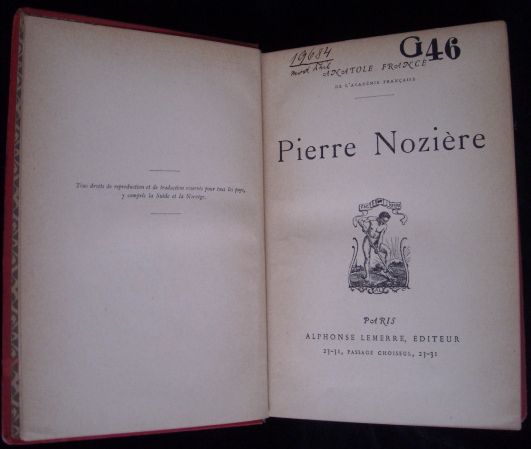 Tous droits de reproduction et de traduction réservés pour tous les pays,
y compris la Suède et la Norvège.
19684
G46
ANATOLE FRANCE
DE L'ACADÉMIE FRANÇAISE
Pierre Nozière
PARIS
ALPHONSE LEMERRE, ÉDITEUR
23-31, PASSAGE CHOISEUL, 23-31